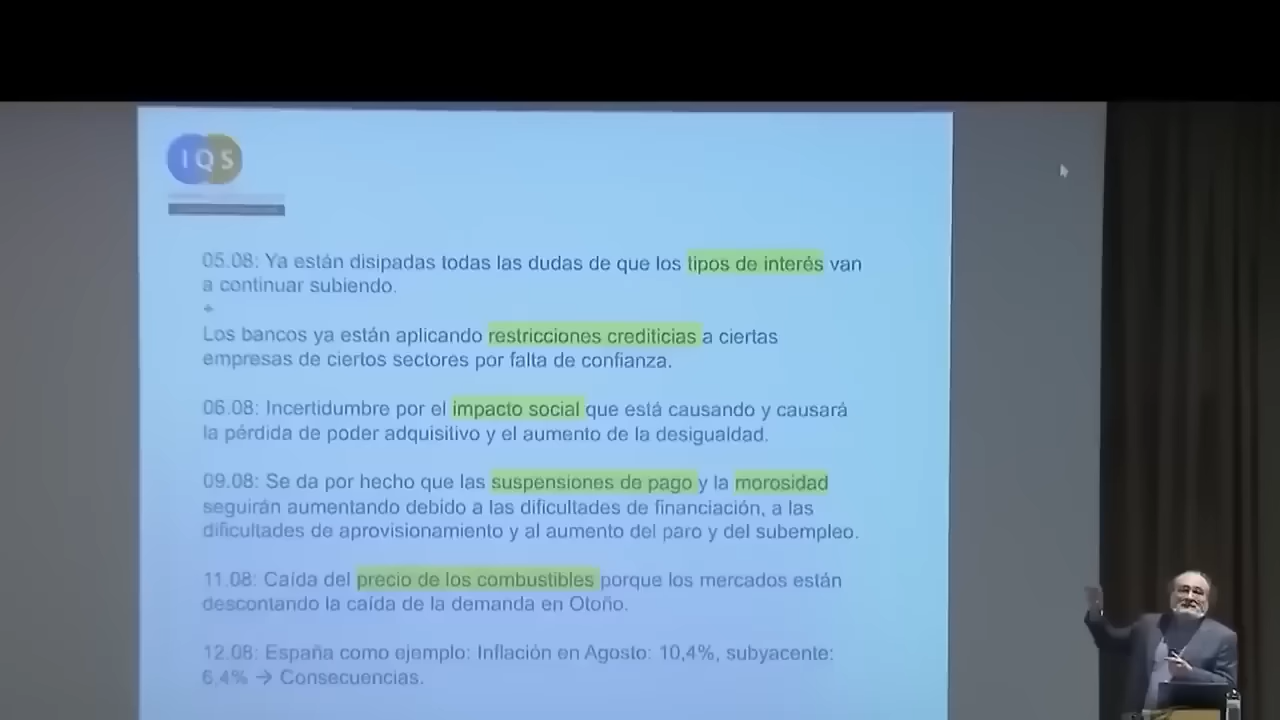 IQS
05.08: Ya están disipadas todas las dudas de que los tipos de interés van
a continuar subiendo.
+
Los bancos ya están aplicando restricciones crediticias a ciertas
empresas de ciertos sectores por falta de confianza.
06.08: Incertidumbre por el impacto social que está causando y causará
la pérdida de poder adquisitivo y el aumento de la desigualdad.
09.08: Se da por hecho que las suspensiones de pago y la morosidad
seguirán aumentando debido a las dificultades de financiación, a las
dificultades de aprovisionamiento y al aumento del paro y del subempleo.
11.08: Caída del precio de los combustibles porque los mercados están
descontando la caída de la demanda en Otoño.
12.08: España como ejemplo: Inflación en Agosto: 10,4%, subyacente:
6,4% → Consecuencias.